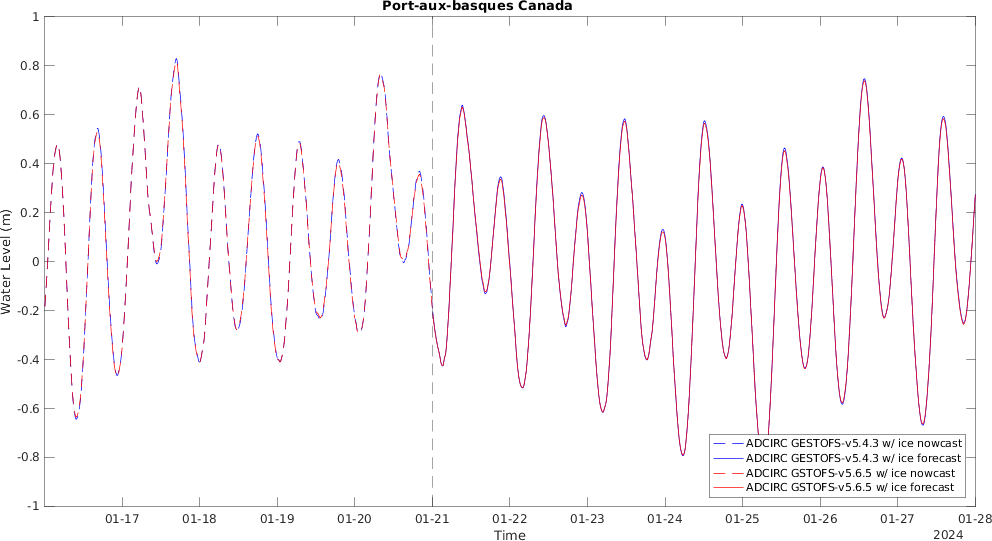 Port-aux-basques Canada
1
0.8
0.6
0.4
0.2
0
-0.2
-0.4
-0.6
-0.8
-1
Water Level (m)
ADCIRC GESTOFS-v5.4.3 w/ ice nowcast
ADCIRC GESTOFS-v5.4.3 w/ ice forecast
ADCIRC GSTOFS-v5.6.5 w/ ice nowcast
ADCIRC GSTOFS-v5.6.5 w/ ice forecast
01-17 01-18 01-19 01-20 01-21 01-22 01-23 01-24 01-25 01-26 01-27 01-28
Time
2024